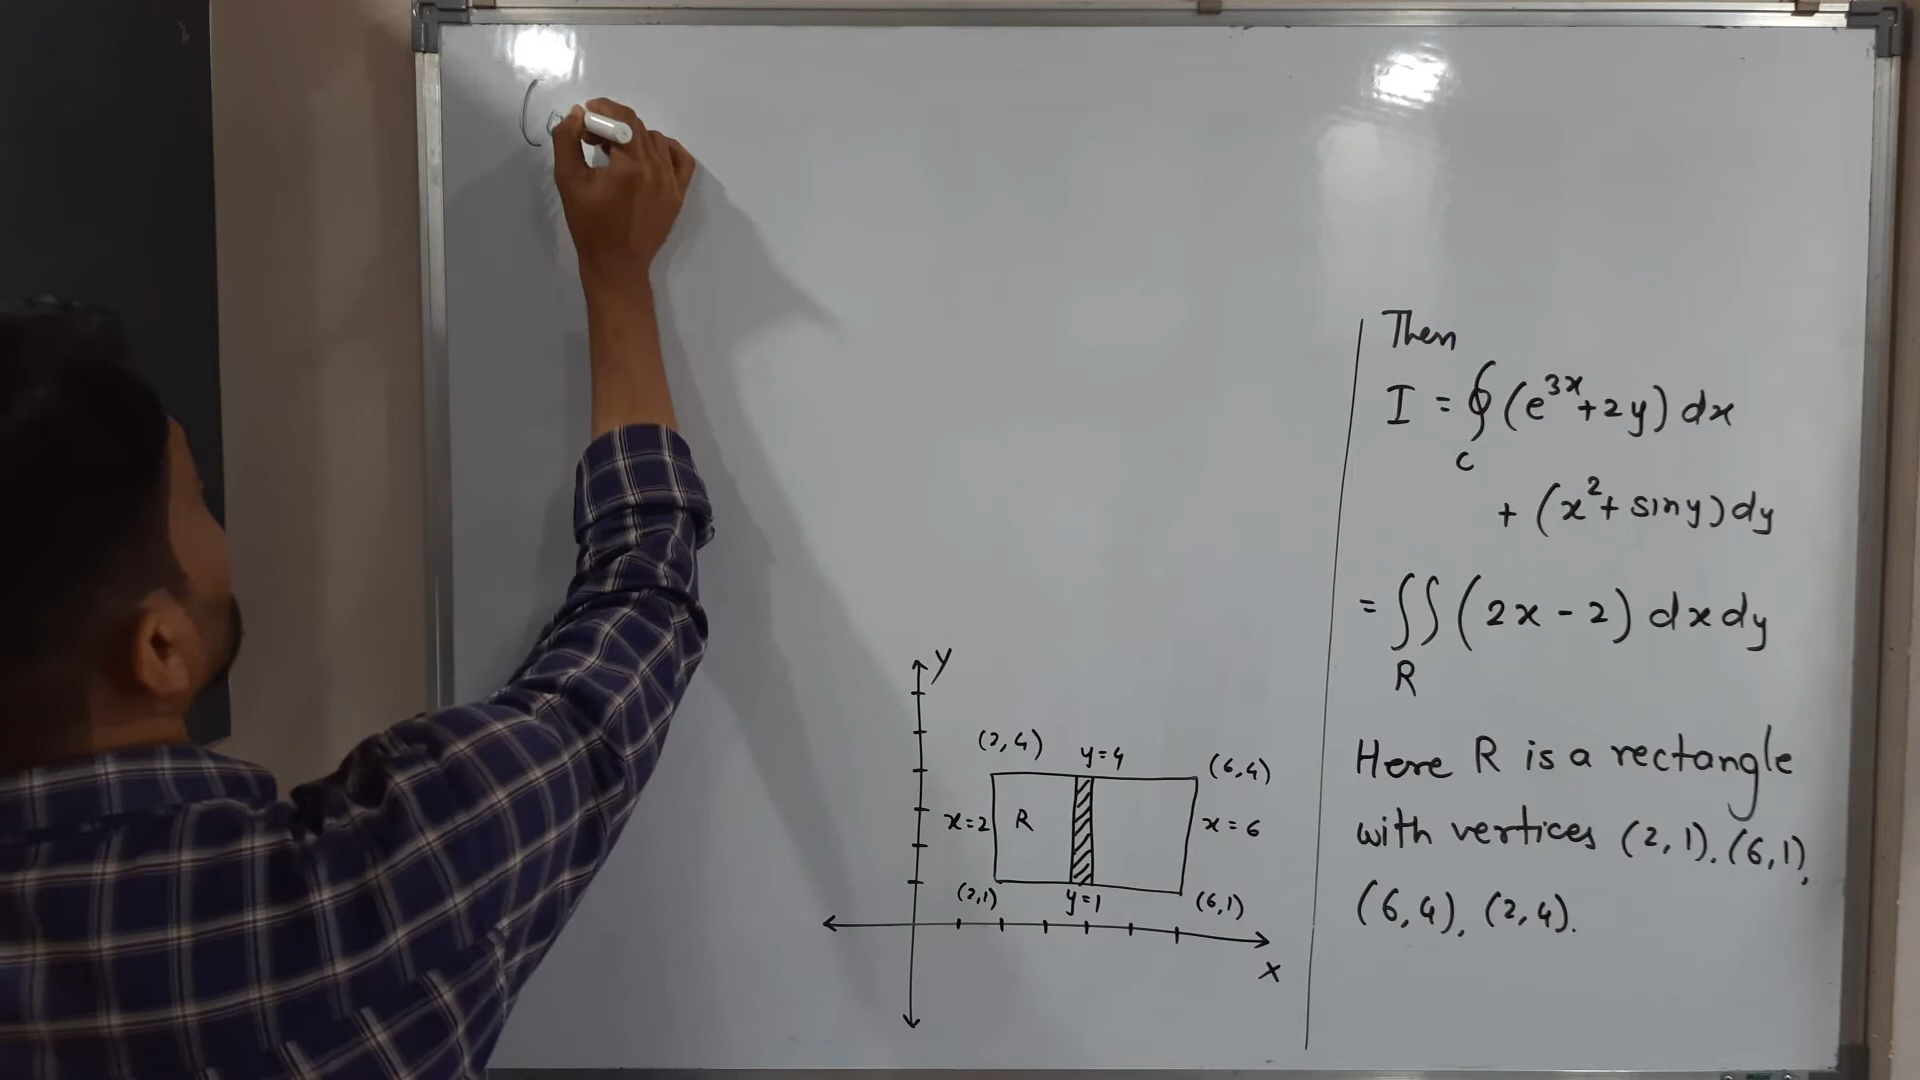 (
Then
I = ∮ (e^{3x} + 2y) dx
C
+ (x² + siny) dy
= ∫∫ (2x - 2) dx dy
R
Here R is a rectangle
with vertices (2, 1), (6, 1),
(6, 4), (2, 4).
y
(2, 4) y=4 (6,4)
x=2 R x=6
(2,1) y=1 (6,1)
x